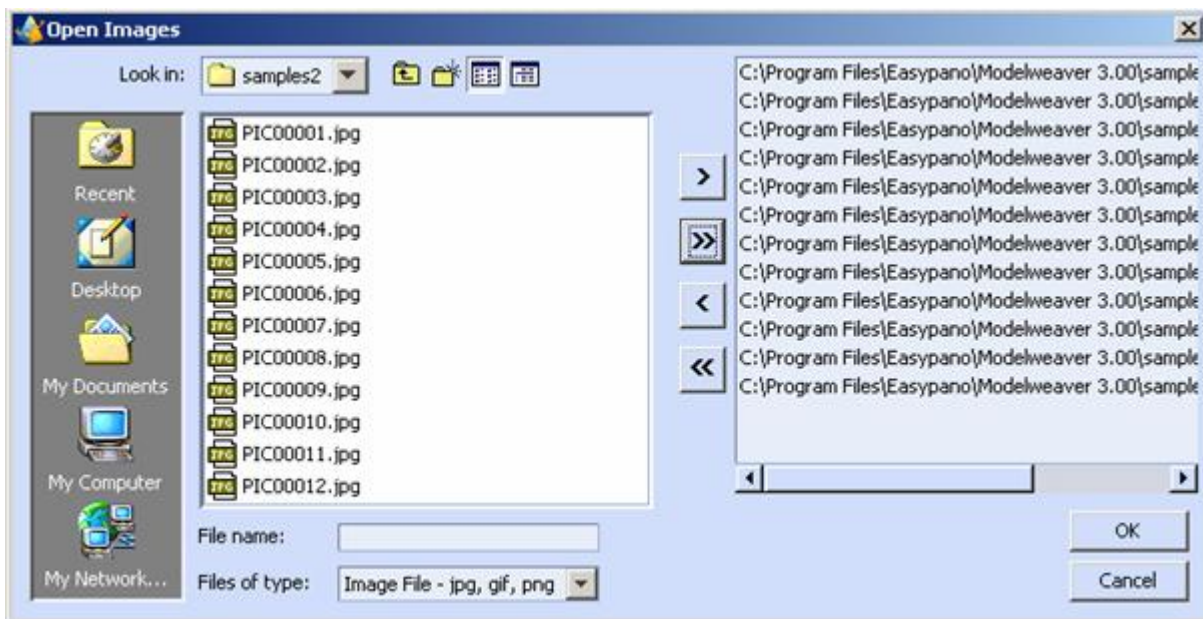 Open Images
Look in:
samples2
Recent
Desktop
My Documents
My Computer
My Network...
PIC00001.jpg
PIC00002.jpg
PIC00003.jpg
PIC00004.jpg
PIC00005.jpg
PIC00006.jpg
PIC00007.jpg
PIC00008.jpg
PIC00009.jpg
PIC00010.jpg
PIC00011.jpg
PIC00012.jpg
File name:
Files of type:
Image File - jpg, gif, png
>
>>
<
<<
C:\Program Files\Easypano\Modelweaver 3.00\sample
C:\Program Files\Easypano\Modelweaver 3.00\sample
C:\Program Files\Easypano\Modelweaver 3.00\sample
C:\Program Files\Easypano\Modelweaver 3.00\sample
C:\Program Files\Easypano\Modelweaver 3.00\sample
C:\Program Files\Easypano\Modelweaver 3.00\sample
C:\Program Files\Easypano\Modelweaver 3.00\sample
C:\Program Files\Easypano\Modelweaver 3.00\sample
C:\Program Files\Easypano\Modelweaver 3.00\sample
C:\Program Files\Easypano\Modelweaver 3.00\sample
C:\Program Files\Easypano\Modelweaver 3.00\sample
C:\Program Files\Easypano\Modelweaver 3.00\sample
OK
Cancel